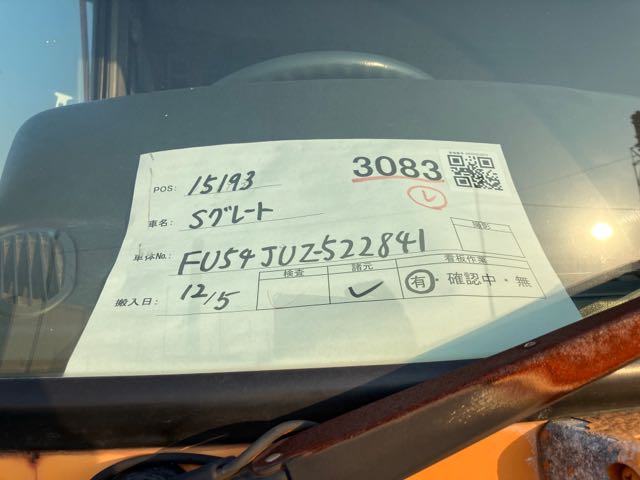 POS: 15193
3083
レ
車名: Sグレート
車体No.: FU54JUZ-522841
撮影
搬入日: 12/5
検査 諸元 看板作業
✓ 有・確認中・無